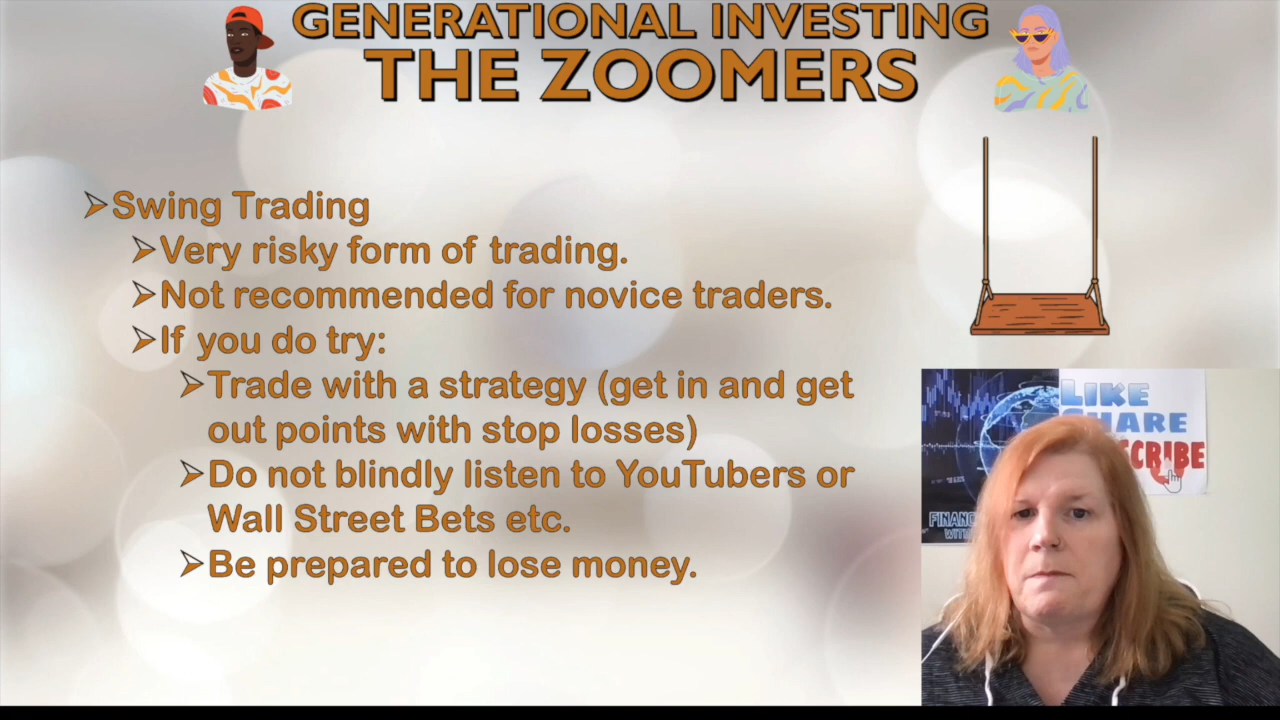 GENERATIONAL INVESTING
THE ZOOMERS
Swing Trading
Very risky form of trading.
Not recommended for novice traders.
If you do try:
Trade with a strategy (get in and get
out points with stop losses)
Do not blindly listen to YouTubers or
Wall Street Bets etc.
Be prepared to lose money.
LIKE
SHARE
CRIBE
FINANC
WITH